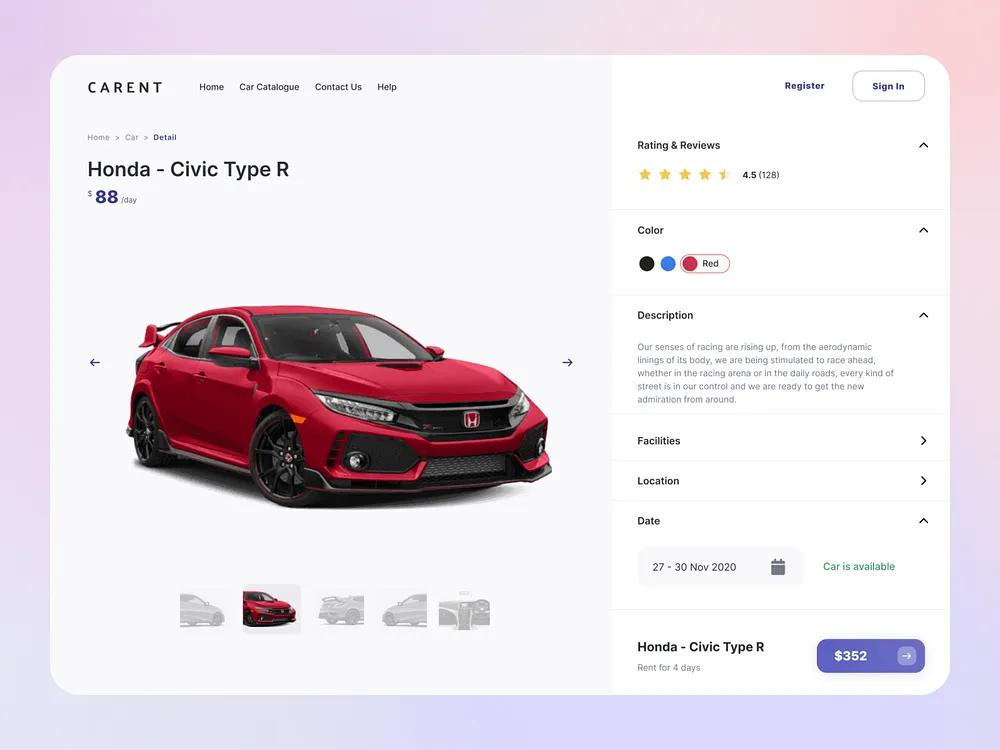 CARENT
Home
Car Catalogue
Contact Us
Help
Register
Sign In
Home > Car > Detail
Honda - Civic Type R
$ 88 /day
Rating & Reviews
4.5 (128)
Color
Red
Description
Our senses of racing are rising up, from the aerodynamic
linings of its body, we are being stimulated to race ahead,
whether in the racing arena or in the daily roads, every kind of
street is in our control and we are ready to get the new
admiration from around.
Facilities
Location
Date
27 - 30 Nov 2020
Car is available
Honda - Civic Type R
Rent for 4 days
$352